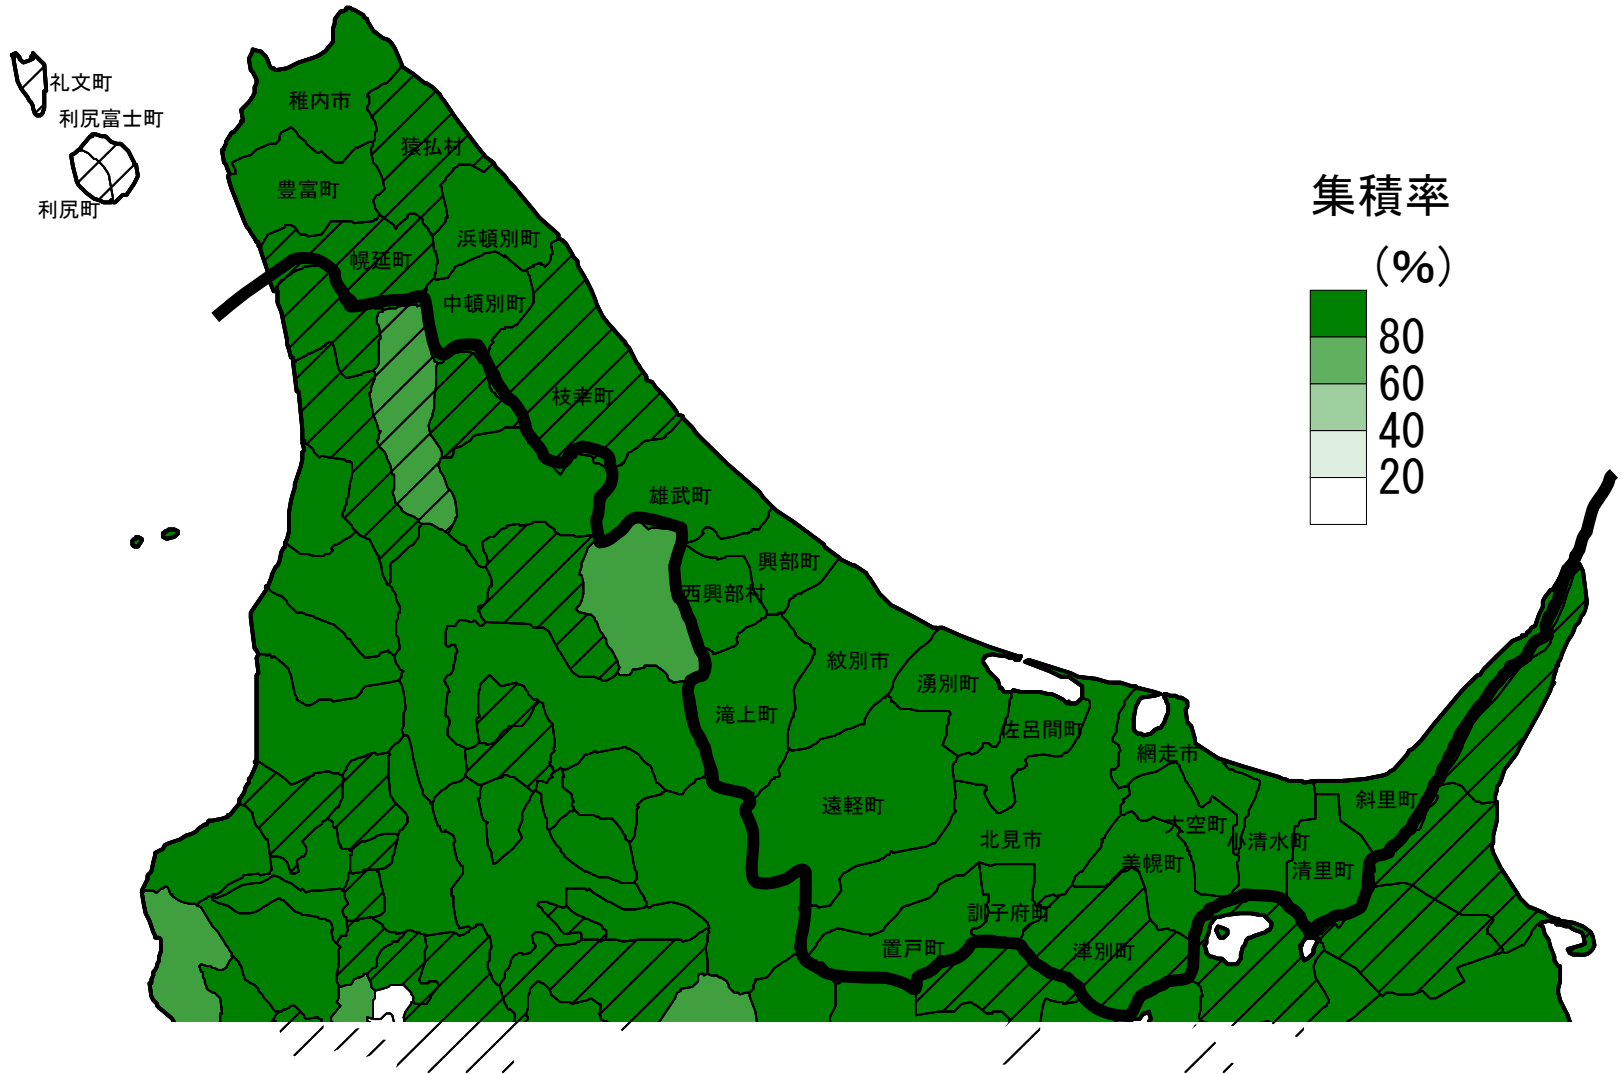 礼文町
利尻富士町
利尻町
稚内市
猿払村
豊富町
浜頓別町
幌延町
中頓別町
枝幸町
雄武町
興部町
西興部村
紋別市
湧別町
滝上町
佐呂間町
網走市
遠軽町
斜里町
大空町
北見市
小清水町
美幌町
清里町
訓子府町
置戸町
津別町
集積率
(%)
80
60
40
20